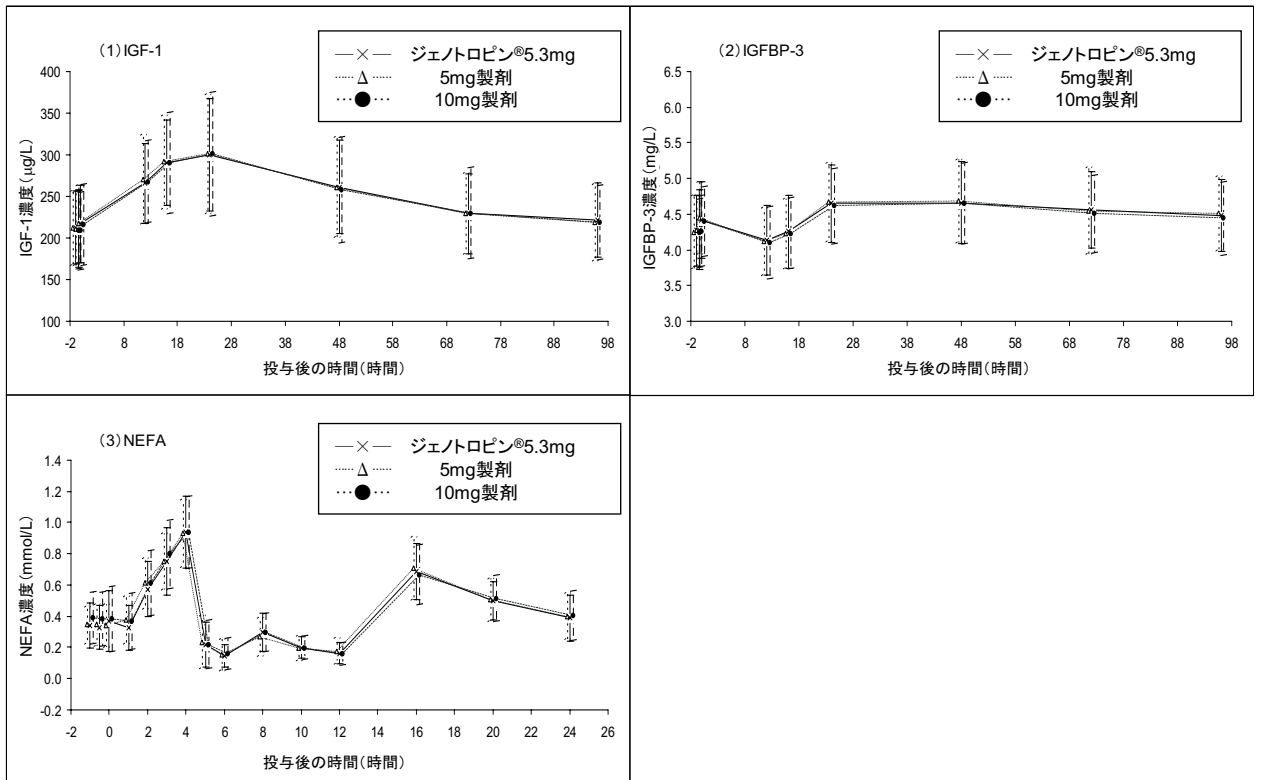 (1)IGF-1
ジェノトロピン®5.3mg
5mg製剤
10mg製剤
IGF-1濃度(μg/L)
400
350
300
250
200
150
100
-2 8 18 28 38 48 58 68 78 88 98
投与後の時間(時間)
(2)IGFBP-3
ジェノトロピン®5.3mg
5mg製剤
10mg製剤
IGFBP-3濃度(mg/L)
6.5
6.0
5.5
5.0
4.5
4.0
3.5
3.0
-2 8 18 28 38 48 58 68 78 88 98
投与後の時間(時間)
(3)NEFA
ジェノトロピン®5.3mg
5mg製剤
10mg製剤
NEFA濃度(mmol/L)
1.4
1.2
1.0
0.8
0.6
0.4
0.2
0.0
-0.2
-2 0 2 4 6 8 10 12 14 16 18 20 22 24 26
投与後の時間(時間)